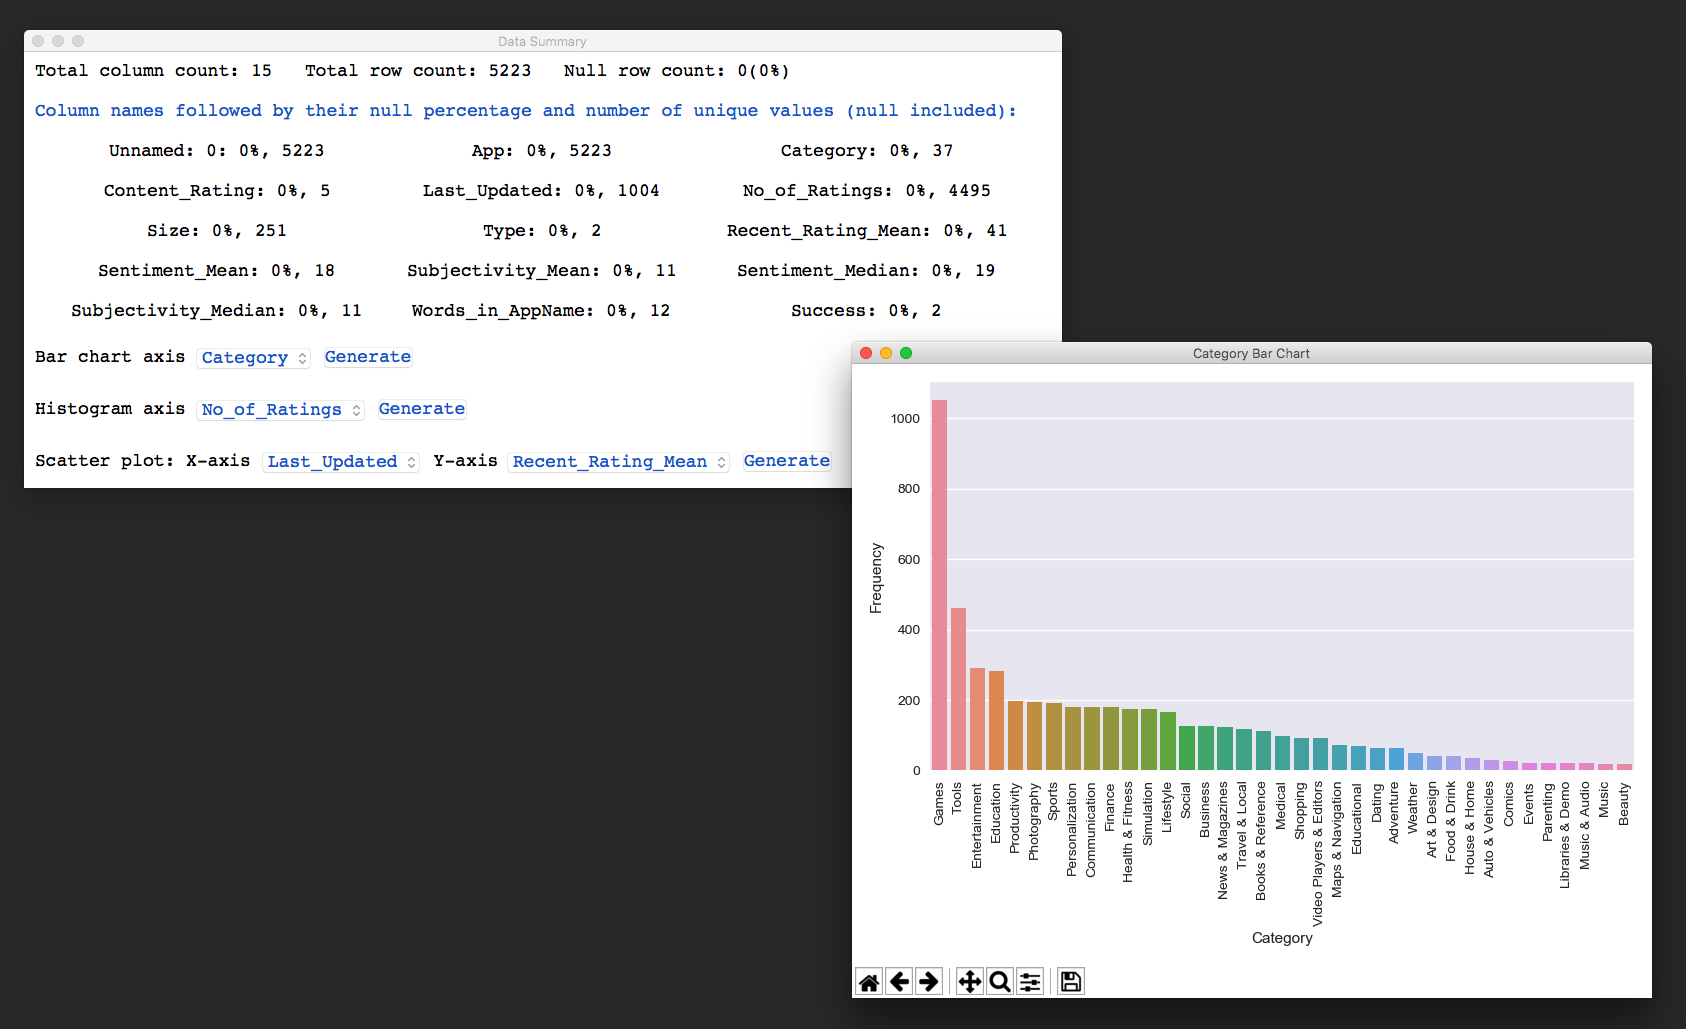 Data Summary
Total column count: 15 Total row count: 5223 Null row count: 0(0%)
Column names followed by their null percentage and number of unique values (null included):
Unnamed: 0: 0%, 5223 App: 0%, 5223 Category: 0%, 37
Content_Rating: 0%, 5 Last_Updated: 0%, 1004 No_of_Ratings: 0%, 4495
Size: 0%, 251 Type: 0%, 2 Recent_Rating_Mean: 0%, 41
Sentiment_Mean: 0%, 18 Subjectivity_Mean: 0%, 11 Sentiment_Median: 0%, 19
Subjectivity_Median: 0%, 11 Words_in_AppName: 0%, 12 Success: 0%, 2
Bar chart axis Category Generate
Histogram axis No_of_Ratings Generate
Scatter plot: X-axis Last_Updated Y-axis Recent_Rating_Mean Generate
Category Bar Chart
1000
800
600
400
200
0
Frequency
Games
Tools
Entertainment
Education
Productivity
Photography
Sports
Personalization
Communication
Finance
Health & Fitness
Simulation
Lifestyle
Social
Business
News & Magazines
Travel & Local
Books & Reference
Medical
Shopping
Video Players & Editors
Maps & Navigation
Educational
Dating
Adventure
Weather
Art & Design
Food & Drink
House & Home
Auto & Vehicles
Comics
Events
Parenting
Libraries & Demo
Music & Audio
Music
Beauty
Category